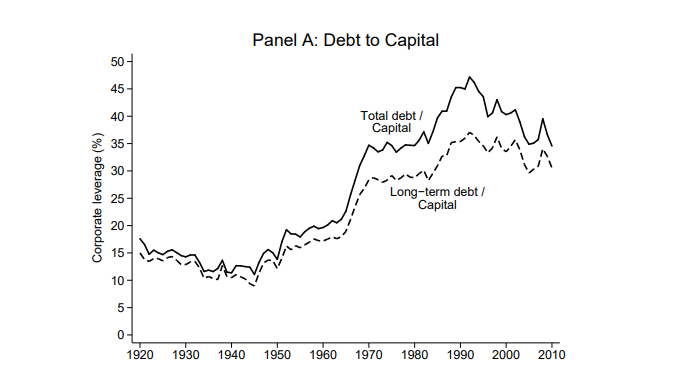 Panel A: Debt to Capital
Corporate leverage (%)
50
45
40
35
30
25
20
15
10
5
0
Total debt /
Capital
Long−term debt /
Capital
1920 1930 1940 1950 1960 1970 1980 1990 2000 2010